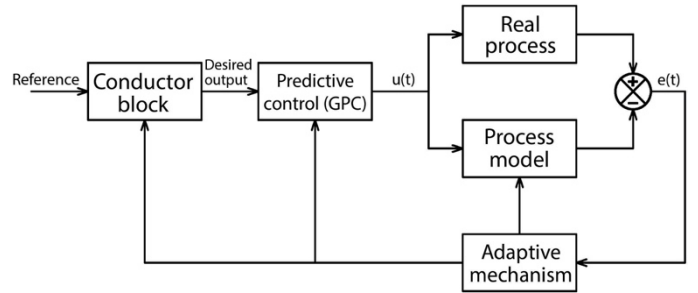 Reference
Conductor
block
Desired
output
Predictive
control (GPC)
u(t)
Real
process
Process
model
+
−
e(t)
Adaptive
mechanism